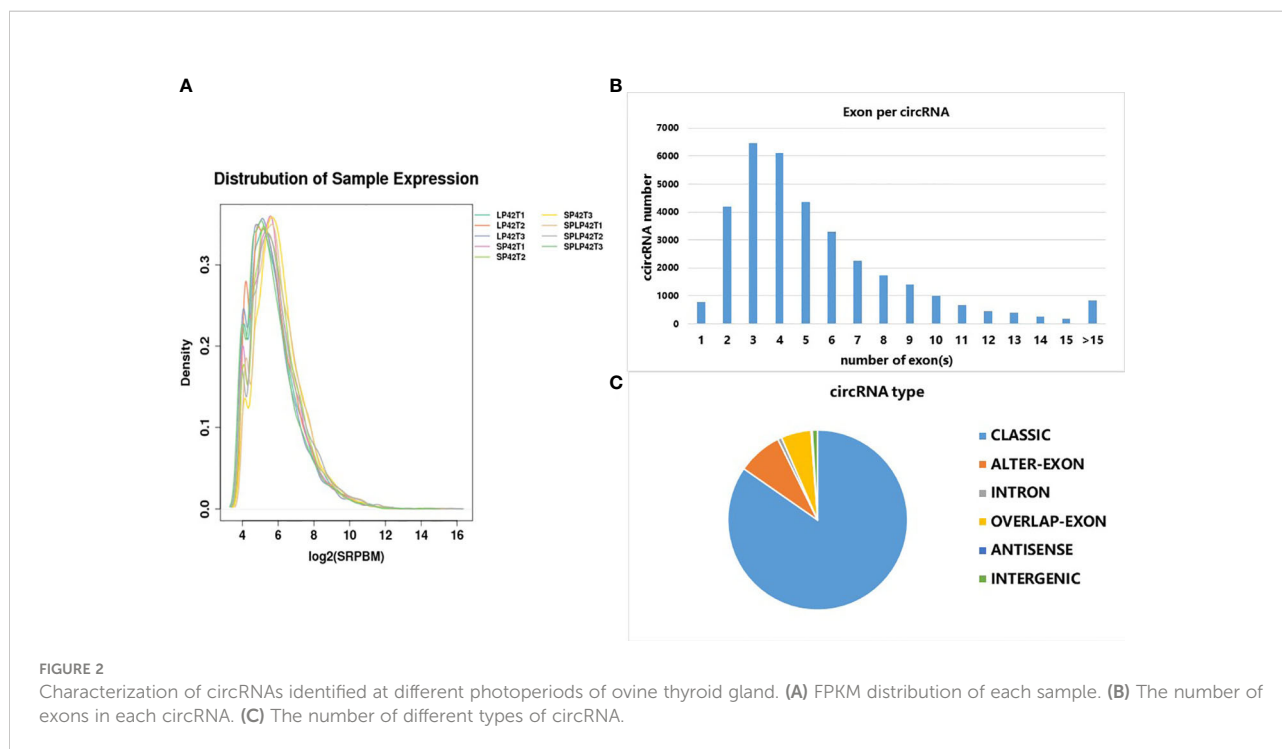 A
Distrubution of Sample Expression
LP42T1
LP42T2
LP42T3
SP42T1
SP42T2
SP42T3
SPLP42T1
SPLP42T2
SPLP42T3
Density
0.0
0.1
0.2
0.3
4 6 8 10 12 14 16
log2(SRPBM)
B
Exon per circRNA
ccircRNA number
7000
6000
5000
4000
3000
2000
1000
0
1 2 3 4 5 6 7 8 9 10 11 12 13 14 15 >15
number of exon(s)
C
circRNA type
CLASSIC
ALTER-EXON
INTRON
OVERLAP-EXON
ANTISENSE
INTERGENIC
FIGURE 2
Characterization of circRNAs identified at different photoperiods of ovine thyroid gland. (A) FPKM distribution of each sample. (B) The number of
exons in each circRNA. (C) The number of different types of circRNA.